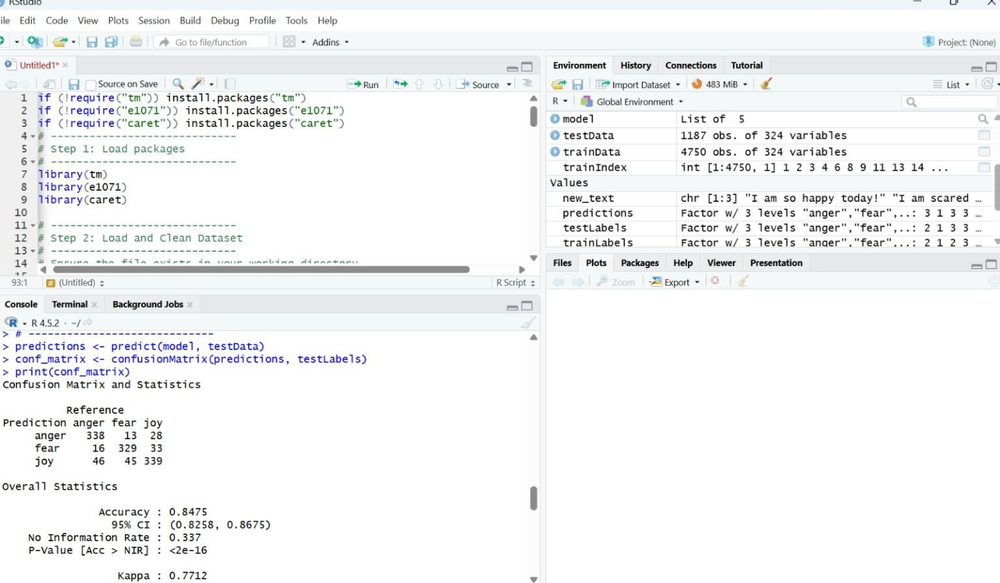 RStudio
ile Edit Code View Plots Session Build Debug Profile Tools Help
Go to file/function Addins Project: (None)
Untitled1*
Source on Save Run Source
1 if (!require("tm")) install.packages("tm")
2 if (!require("e1071")) install.packages("e1071")
3 if (!require("caret")) install.packages("caret")
4 # -----------------------------
5 # Step 1: Load packages
6 # -----------------------------
7 library(tm)
8 library(e1071)
9 library(caret)
10
11 # -----------------------------
12 # Step 2: Load and Clean Dataset
13 # -----------------------------
14 # Ensure the file exists in your working directory
15
93:1 (Untitled) R Script
Console Terminal Background Jobs
R 4.5.2 · ~/
> # -----------------------------
> predictions <- predict(model, testData)
> conf_matrix <- confusionMatrix(predictions, testLabels)
> print(conf_matrix)
Confusion Matrix and Statistics
Reference
Prediction anger fear joy
anger 338 13 28
fear 16 329 33
joy 46 45 339
Overall Statistics
Accuracy : 0.8475
95% CI : (0.8258, 0.8675)
No Information Rate : 0.337
P-Value [Acc > NIR] : <2e-16
Kappa : 0.7712
Environment History Connections Tutorial
Import Dataset 483 MiB List
R Global Environment
model List of 5
testData 1187 obs. of 324 variables
trainData 4750 obs. of 324 variables
trainIndex int [1:4750, 1] 1 2 3 4 6 8 9 11 13 14 ...
Values
new_text chr [1:3] "I am so happy today!" "I am scared …
predictions Factor w/ 3 levels "anger","fear",..: 3 1 3 3 …
testLabels Factor w/ 3 levels "anger","fear",..: 2 1 3 3 …
trainLabels Factor w/ 3 levels "anger","fear",..: 2 1 2 3 …
Files Plots Packages Help Viewer Presentation
Zoom Export